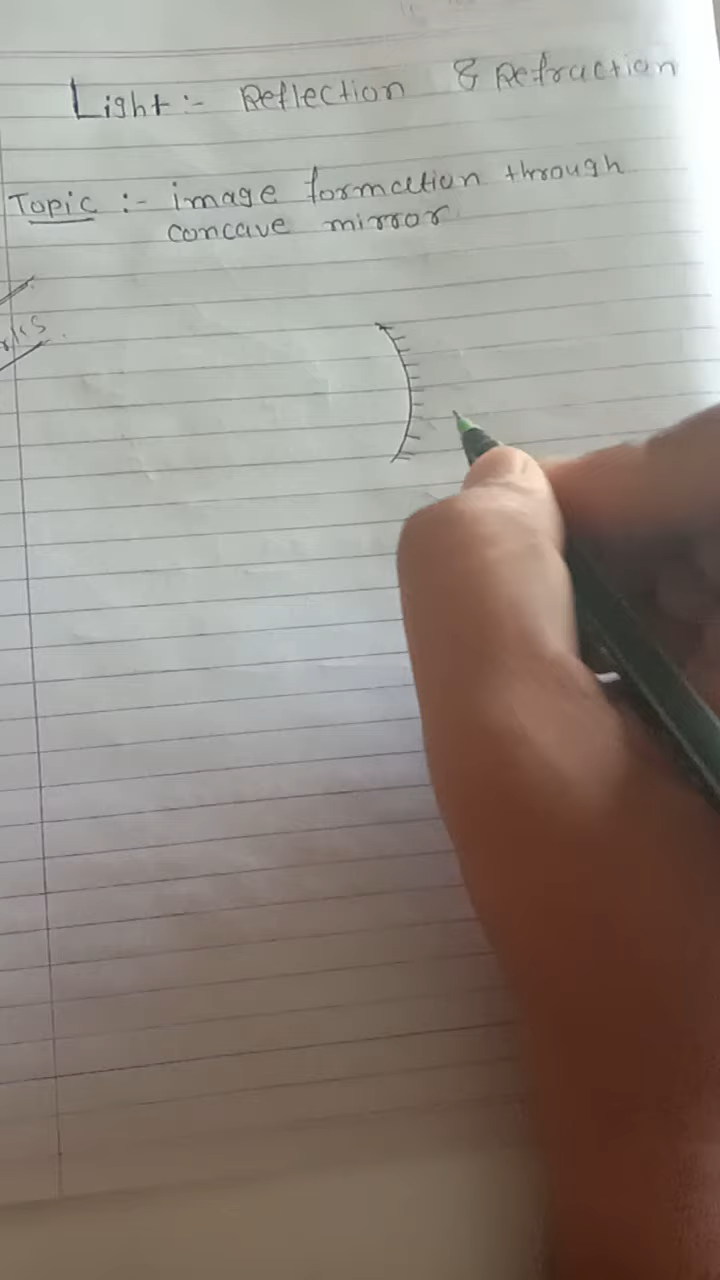 Light :- Reflection & Refraction
Topic :- image formation through
concave mirror